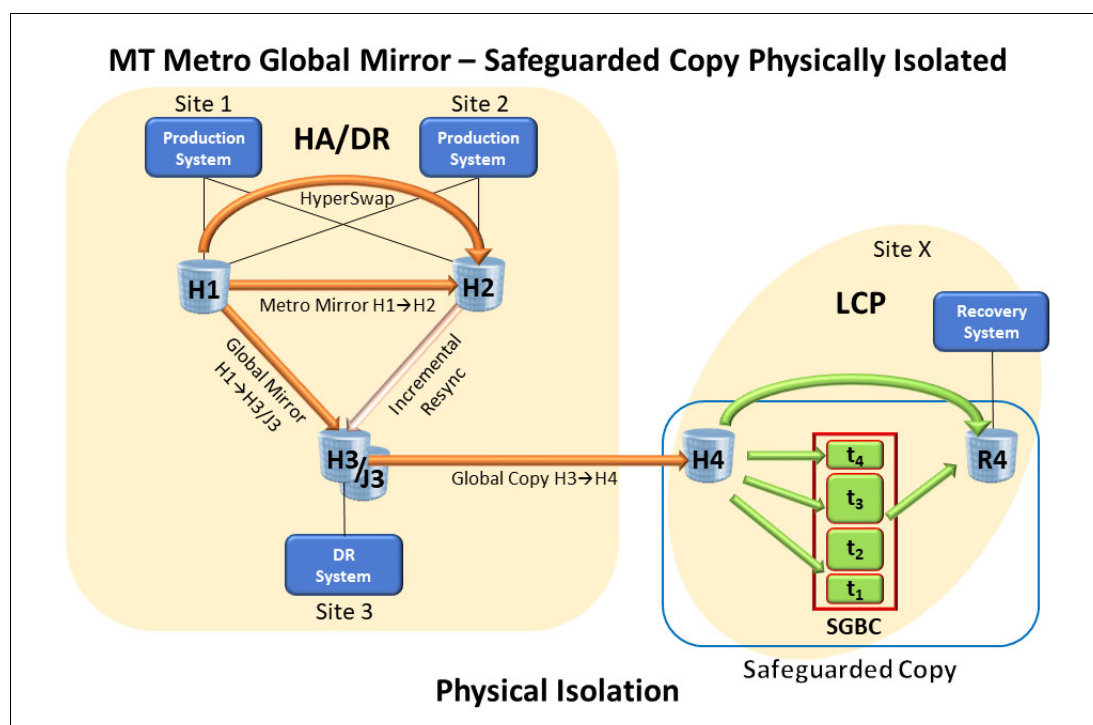 MT Metro Global Mirror – Safeguarded Copy Physically Isolated
Site 1
Site 2
Production
System
HA/DR
Production
System
HyperSwap
H1
H2
Metro Mirror H1→H2
Global Mirror
H1→H3/J3
Incremental
Resync
H3
/J3
Global Copy H3→H4
DR
System
Site 3
Site X
LCP
Recovery
System
H4
t4
t3
t2
t1
R4
SGBC
Safeguarded Copy
Physical Isolation